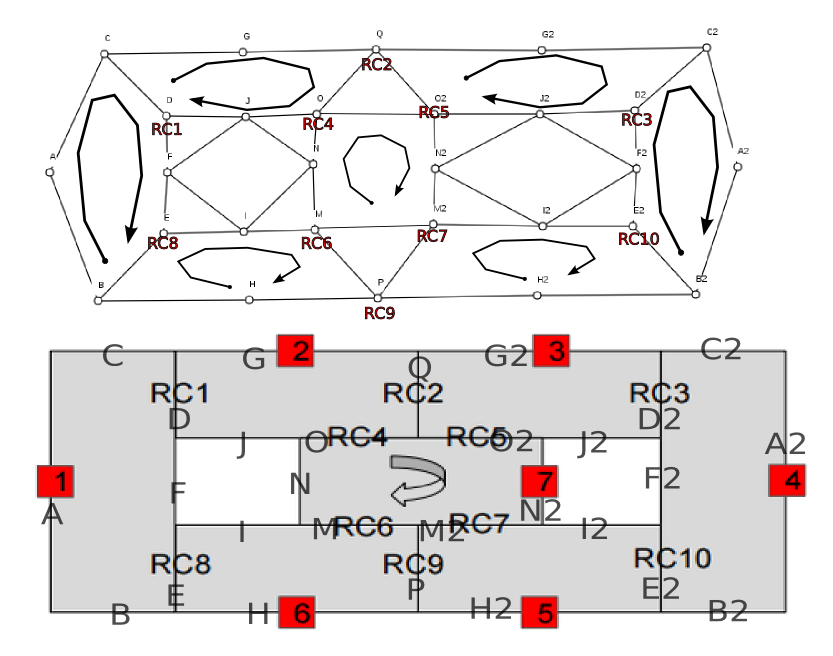 C G Q G2 C2
RC2
D J O O2 J2 D2
RC1 RC4 RC5 RC3
A F N N2 F2 A2
E I M M2 I2 E2
RC8 RC6 RC7 RC10
B H P H2 B2
RC9
C G 2 Q G2 3 C2
RC1 RC2 RC3
D D2
J O RC4 RC5 O2 J2 A2
1 F N 7 F2 4
A N2
I M RC6 M2 RC7 I2
RC8 RC9 RC10
E P E2
B H 6 H2 5 B2